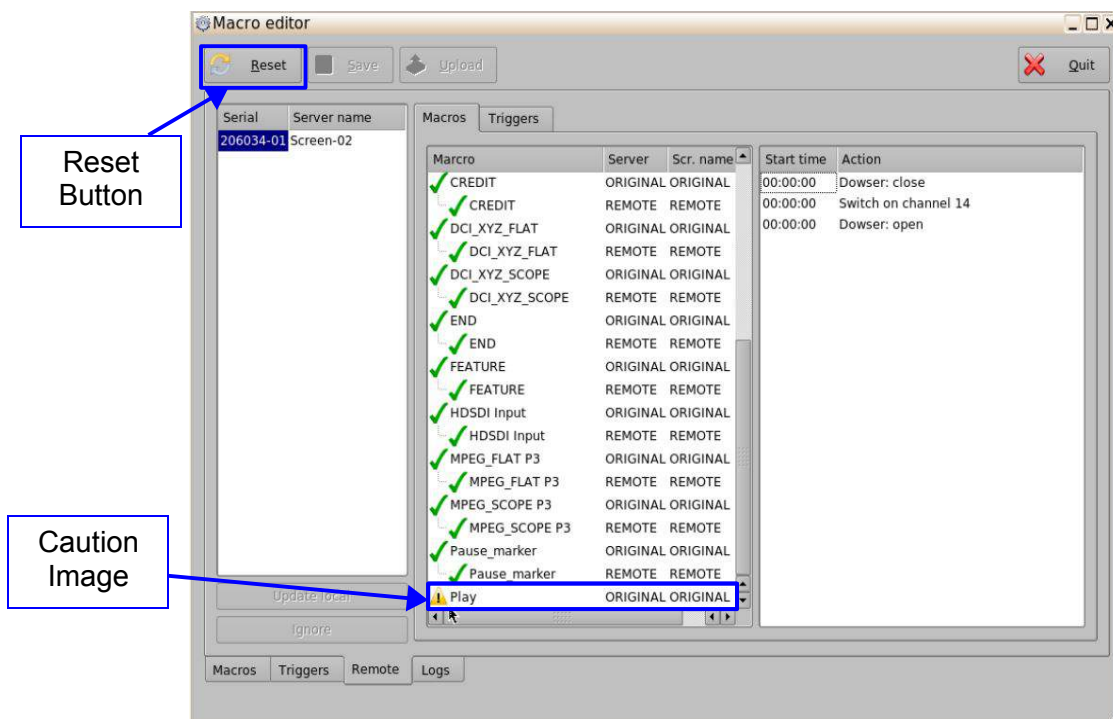 Macro editor
Reset Save Upload Quit
Reset
Button
Serial Server name
206034-01 Screen-02
Macros Triggers
Marcro Server Scr. name
CREDIT ORIGINAL ORIGINAL
CREDIT REMOTE REMOTE
DCI_XYZ_FLAT ORIGINAL ORIGINAL
DCI_XYZ_FLAT REMOTE REMOTE
DCI_XYZ_SCOPE ORIGINAL ORIGINAL
DCI_XYZ_SCOPE REMOTE REMOTE
END ORIGINAL ORIGINAL
END REMOTE REMOTE
FEATURE ORIGINAL ORIGINAL
FEATURE REMOTE REMOTE
HDSDI Input ORIGINAL ORIGINAL
HDSDI Input REMOTE REMOTE
MPEG_FLAT P3 ORIGINAL ORIGINAL
MPEG_FLAT P3 REMOTE REMOTE
MPEG_SCOPE P3 ORIGINAL ORIGINAL
MPEG_SCOPE P3 REMOTE REMOTE
Pause_marker ORIGINAL ORIGINAL
Pause_marker REMOTE REMOTE
Play ORIGINAL ORIGINAL
Start time Action
00:00:00 Dowser: close
00:00:00 Switch on channel 14
00:00:00 Dowser: open
Caution
Image
Update local
Ignore
Macros Triggers Remote Logs